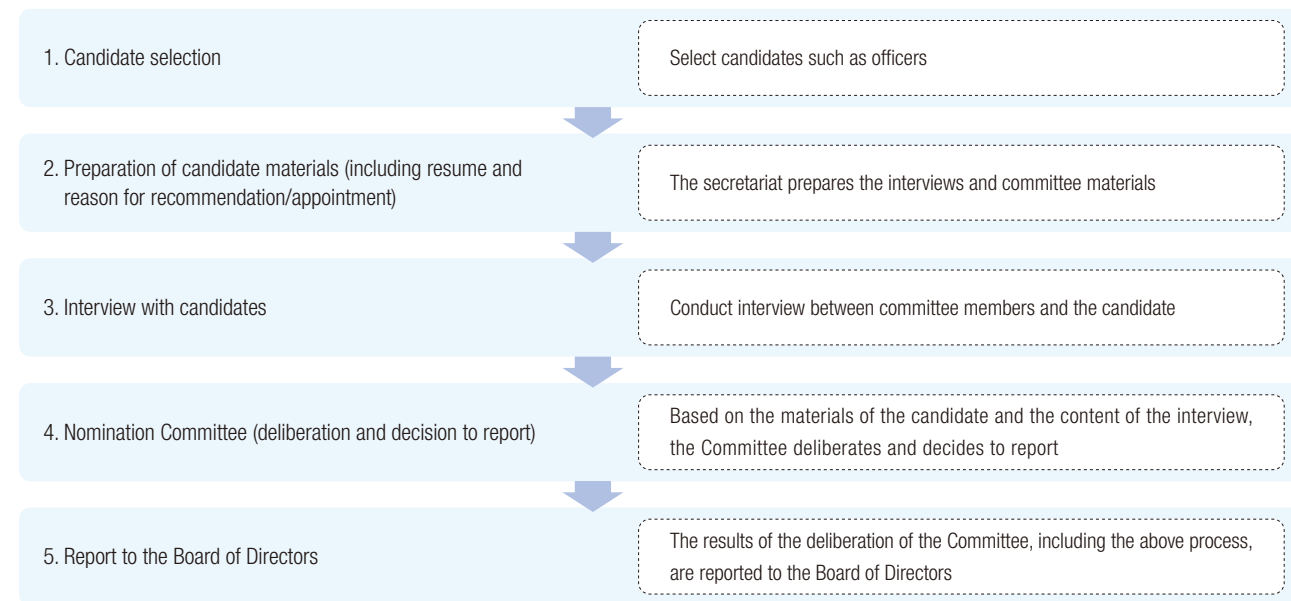 1. Candidate selection
Select candidates such as officers
2. Preparation of candidate materials (including resume and
reason for recommendation/appointment)
The secretariat prepares the interviews and committee materials
3. Interview with candidates
Conduct interview between committee members and the candidate
4. Nomination Committee (deliberation and decision to report)
Based on the materials of the candidate and the content of the interview,
the Committee deliberates and decides to report
5. Report to the Board of Directors
The results of the deliberation of the Committee, including the above process,
are reported to the Board of Directors